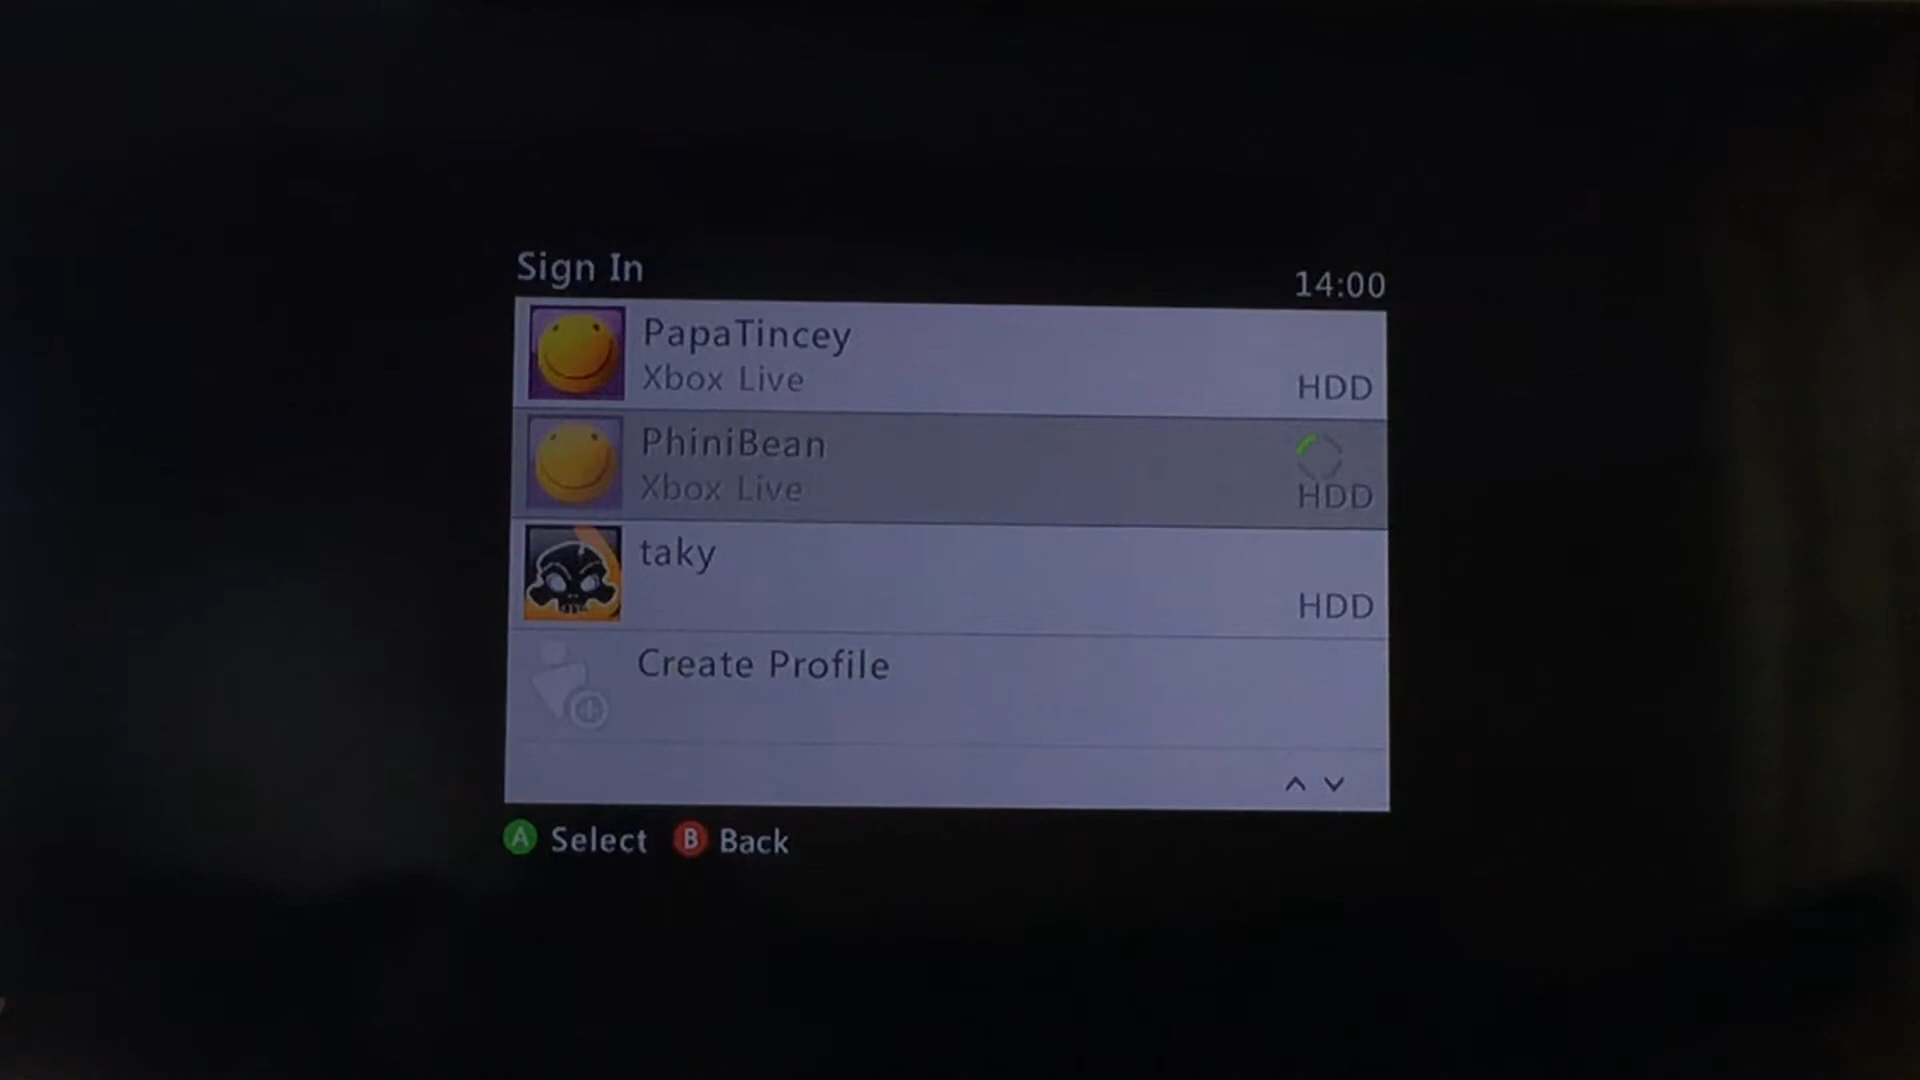 Sign In
14:00
PapaTincey
Xbox Live
HDD
PhiniBean
Xbox Live
HDD
taky
HDD
Create Profile
A Select B Back